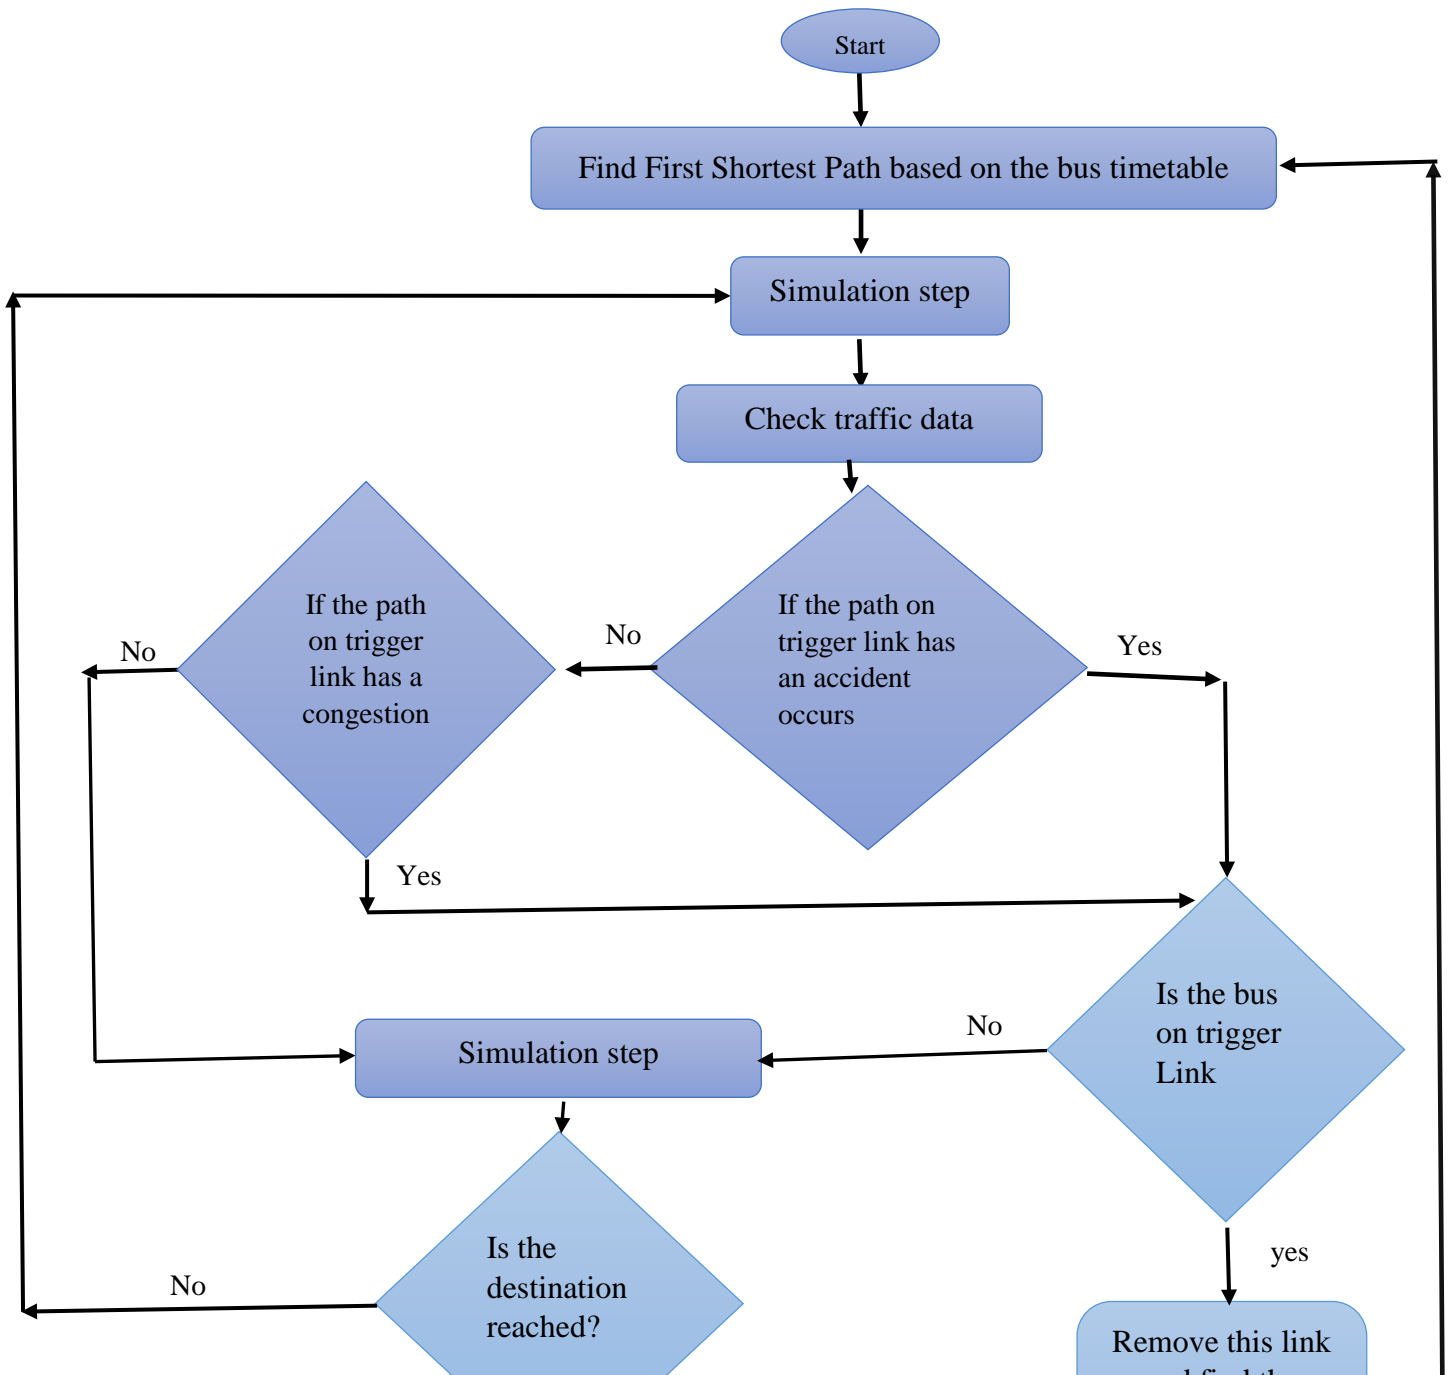 Start
Find First Shortest Path based on the bus timetable
Simulation step
Check traffic data
If the path
on trigger
link has a
congestion
If the path on
trigger link has
an accident
occurs
No
No
Yes
Yes
Is the bus
on trigger
Link
No
Simulation step
yes
Is the
destination
reached?
No
Remove this link